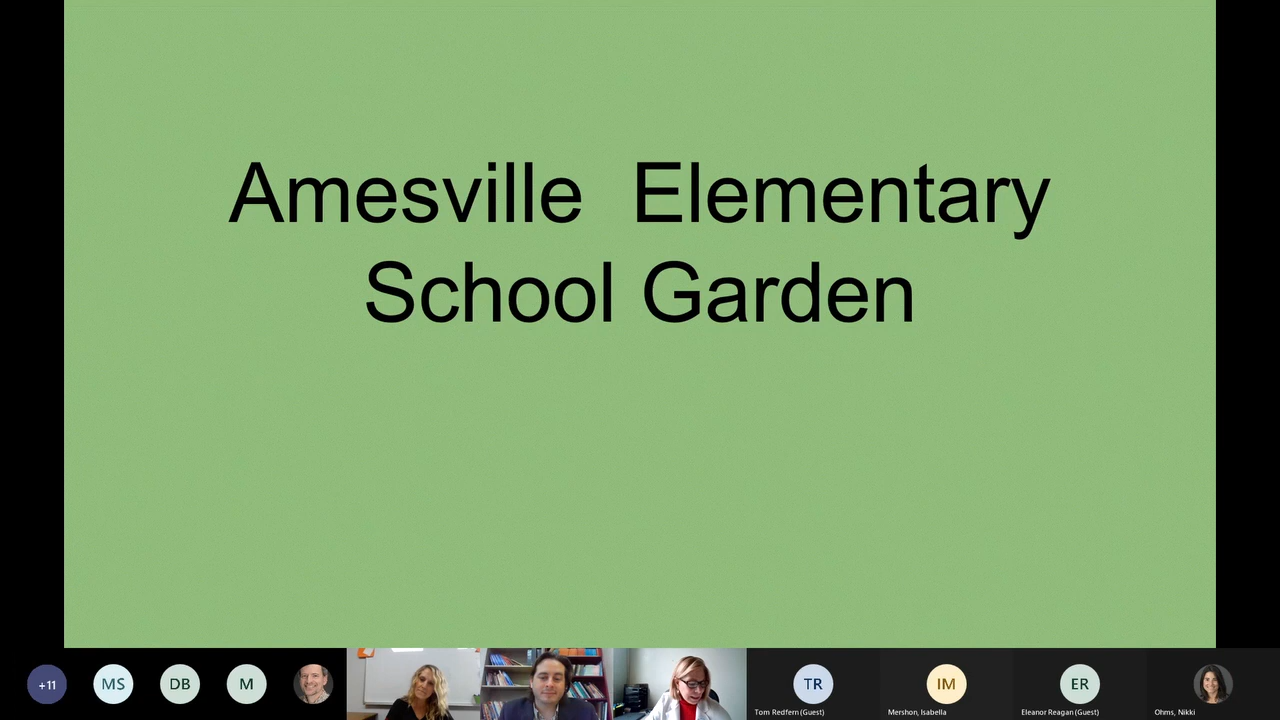 Amesville  Elementary
School Garden
+11
MS
DB
M
TR
IM
ER
Tom Redfern (Guest)
Mershon, Isabella
Eleanor Reagan (Guest)
Ohms, Nikki